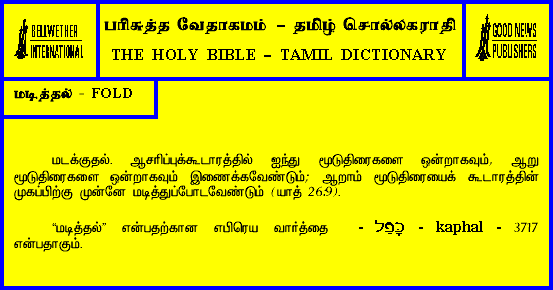 BELLWETHER
INTERNATIONAL
பரிசுத்த வேதாகமம் – தமிழ் சொல்லகராதி
THE HOLY BIBLE – TAMIL DICTIONARY
GOOD NEWS
PUBLISHERS
மடித்தல் - FOLD
மடக்குதல். ஆசரிப்புக்கூடாரத்தில் ஐந்து மூடுதிரைகளை ஒன்றாகவும், ஆறு
மூடுதிரைகளை ஒன்றாகவும் இணைக்கவேண்டும்; ஆறாம் மூடுதிரையைக் கூடாரத்தின்
முகப்பிற்கு முன்னே மடித்துப்போடவேண்டும் (யாத் 26:9).
“மடித்தல்” என்பதற்கான எபிரெய வார்த்தை - כָּפַל - kaphal - 3717
என்பதாகும்.